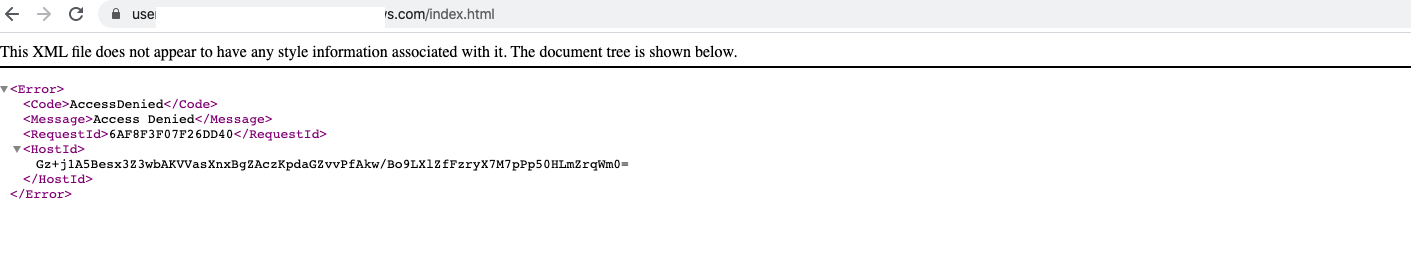 user s.com/index.html
This XML file does not appear to have any style information associated with it. The document tree is shown below.
<Error>
<Code>AccessDenied</Code>
<Message>Access Denied</Message>
<RequestId>6AF8F3F07F26DD40</RequestId>
<HostId>
Gz+j1A5Besx3Z3wbAKVVasXnxBgZAczKpdaGZvvPfAkw/Bo9LXlZfFzryX7M7pPp50HLmZrqWm0=
</HostId>
</Error>